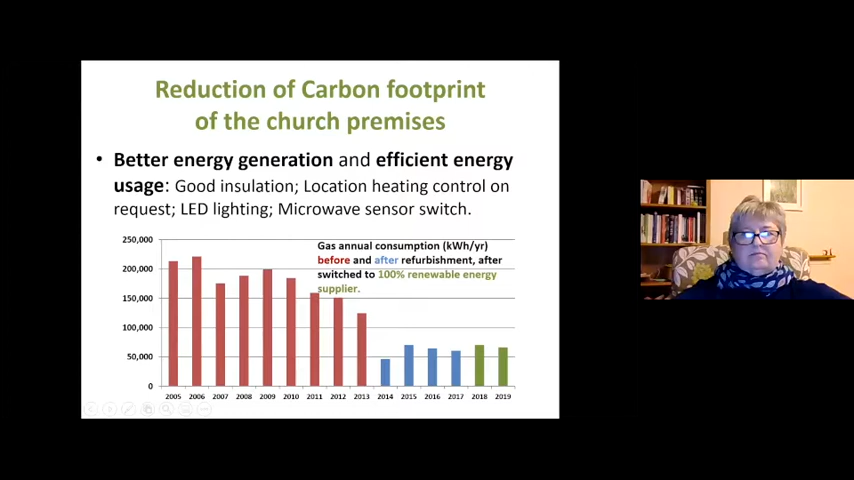 Reduction of Carbon footprint
of the church premises
• Better energy generation and efficient energy
usage: Good insulation; Location heating control on
request; LED lighting; Microwave sensor switch.
250,000
200,000
150,000
100,000
50,000
0
Gas annual consumption (kWh/yr)
before and after refurbishment, after
switched to 100% renewable energy
supplier.
2005 2006 2007 2008 2009 2010 2011 2012 2013 2014 2015 2016 2017 2018 2019